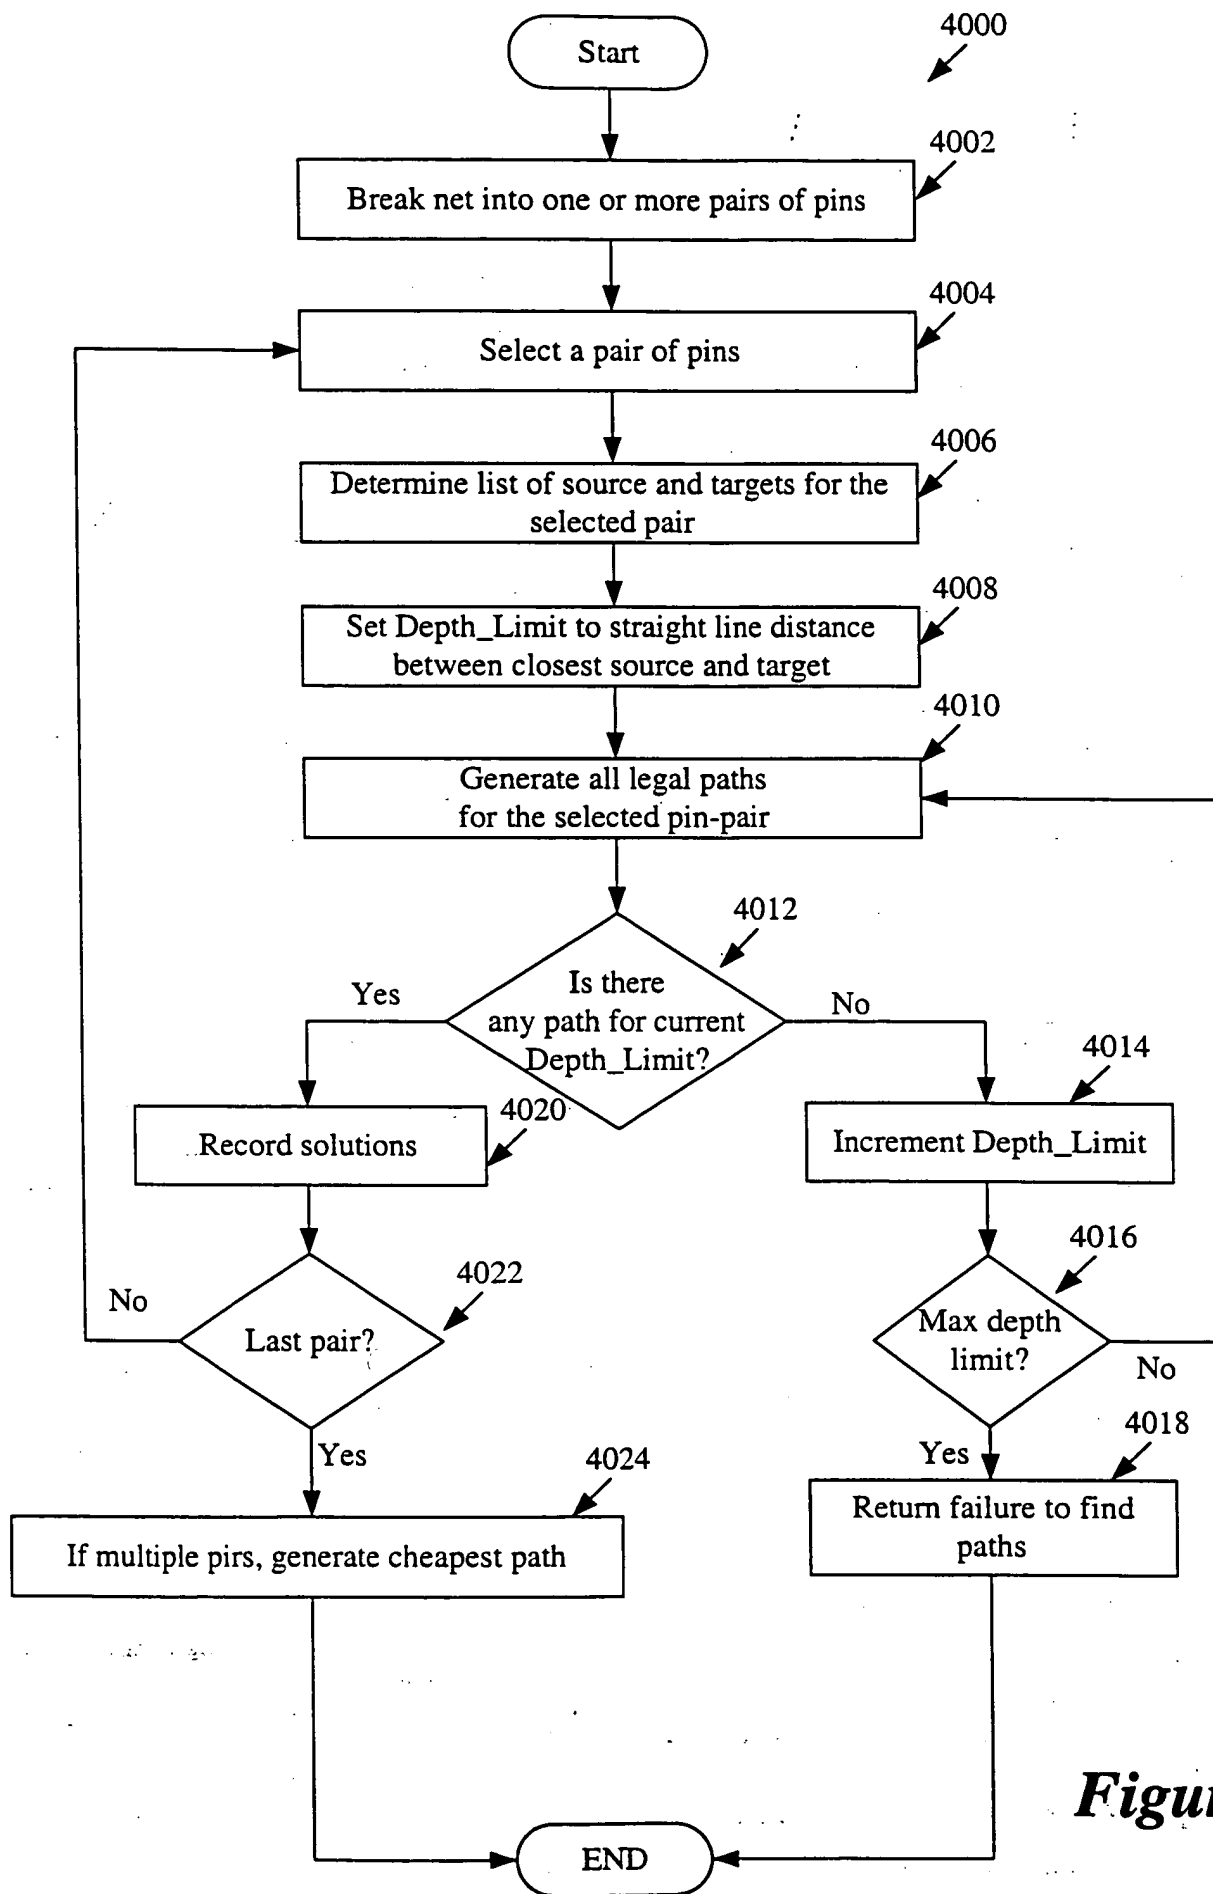 4000
Start
4002
Break net into one or more pairs of pins
4004
Select a pair of pins
4006
Determine list of source and targets for the
selected pair
4008
Set Depth_Limit to straight line distance
between closest source and target
4010
Generate all legal paths
for the selected pin-pair
4012
Is there
any path for current
Depth_Limit?
Yes
No
4014
Increment Depth_Limit
4020
Record solutions
4016
Max depth
limit?
No
4022
Last pair?
No
Yes
4018
Yes
Return failure to find
paths
4024
If multiple pirs, generate cheapest path
END